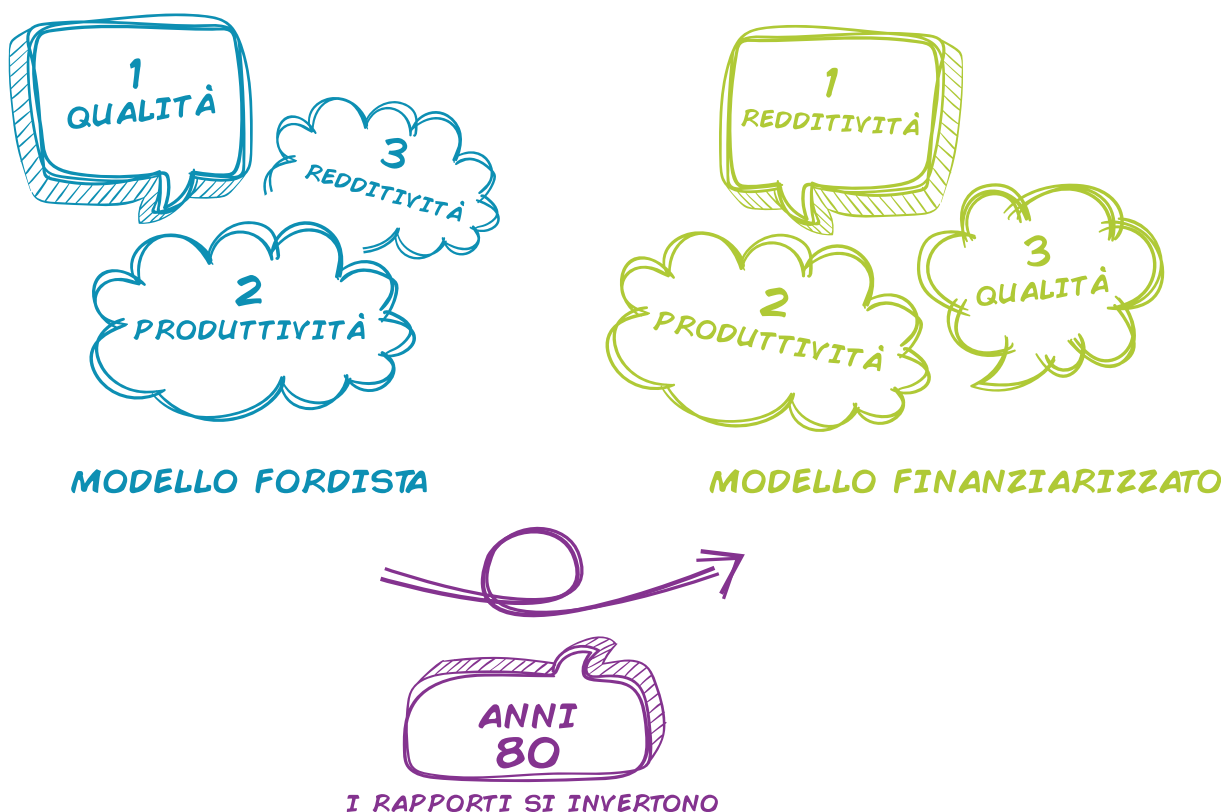 1
QUALITÀ
3
REDDITIVITÀ
2
PRODUTTIVITÀ
MODELLO FORDISTA
1
REDDITIVITÀ
3
QUALITÀ
2
PRODUTTIVITÀ
MODELLO FINANZIARIZZATO
ANNI
80
I RAPPORTI SI INVERTONO